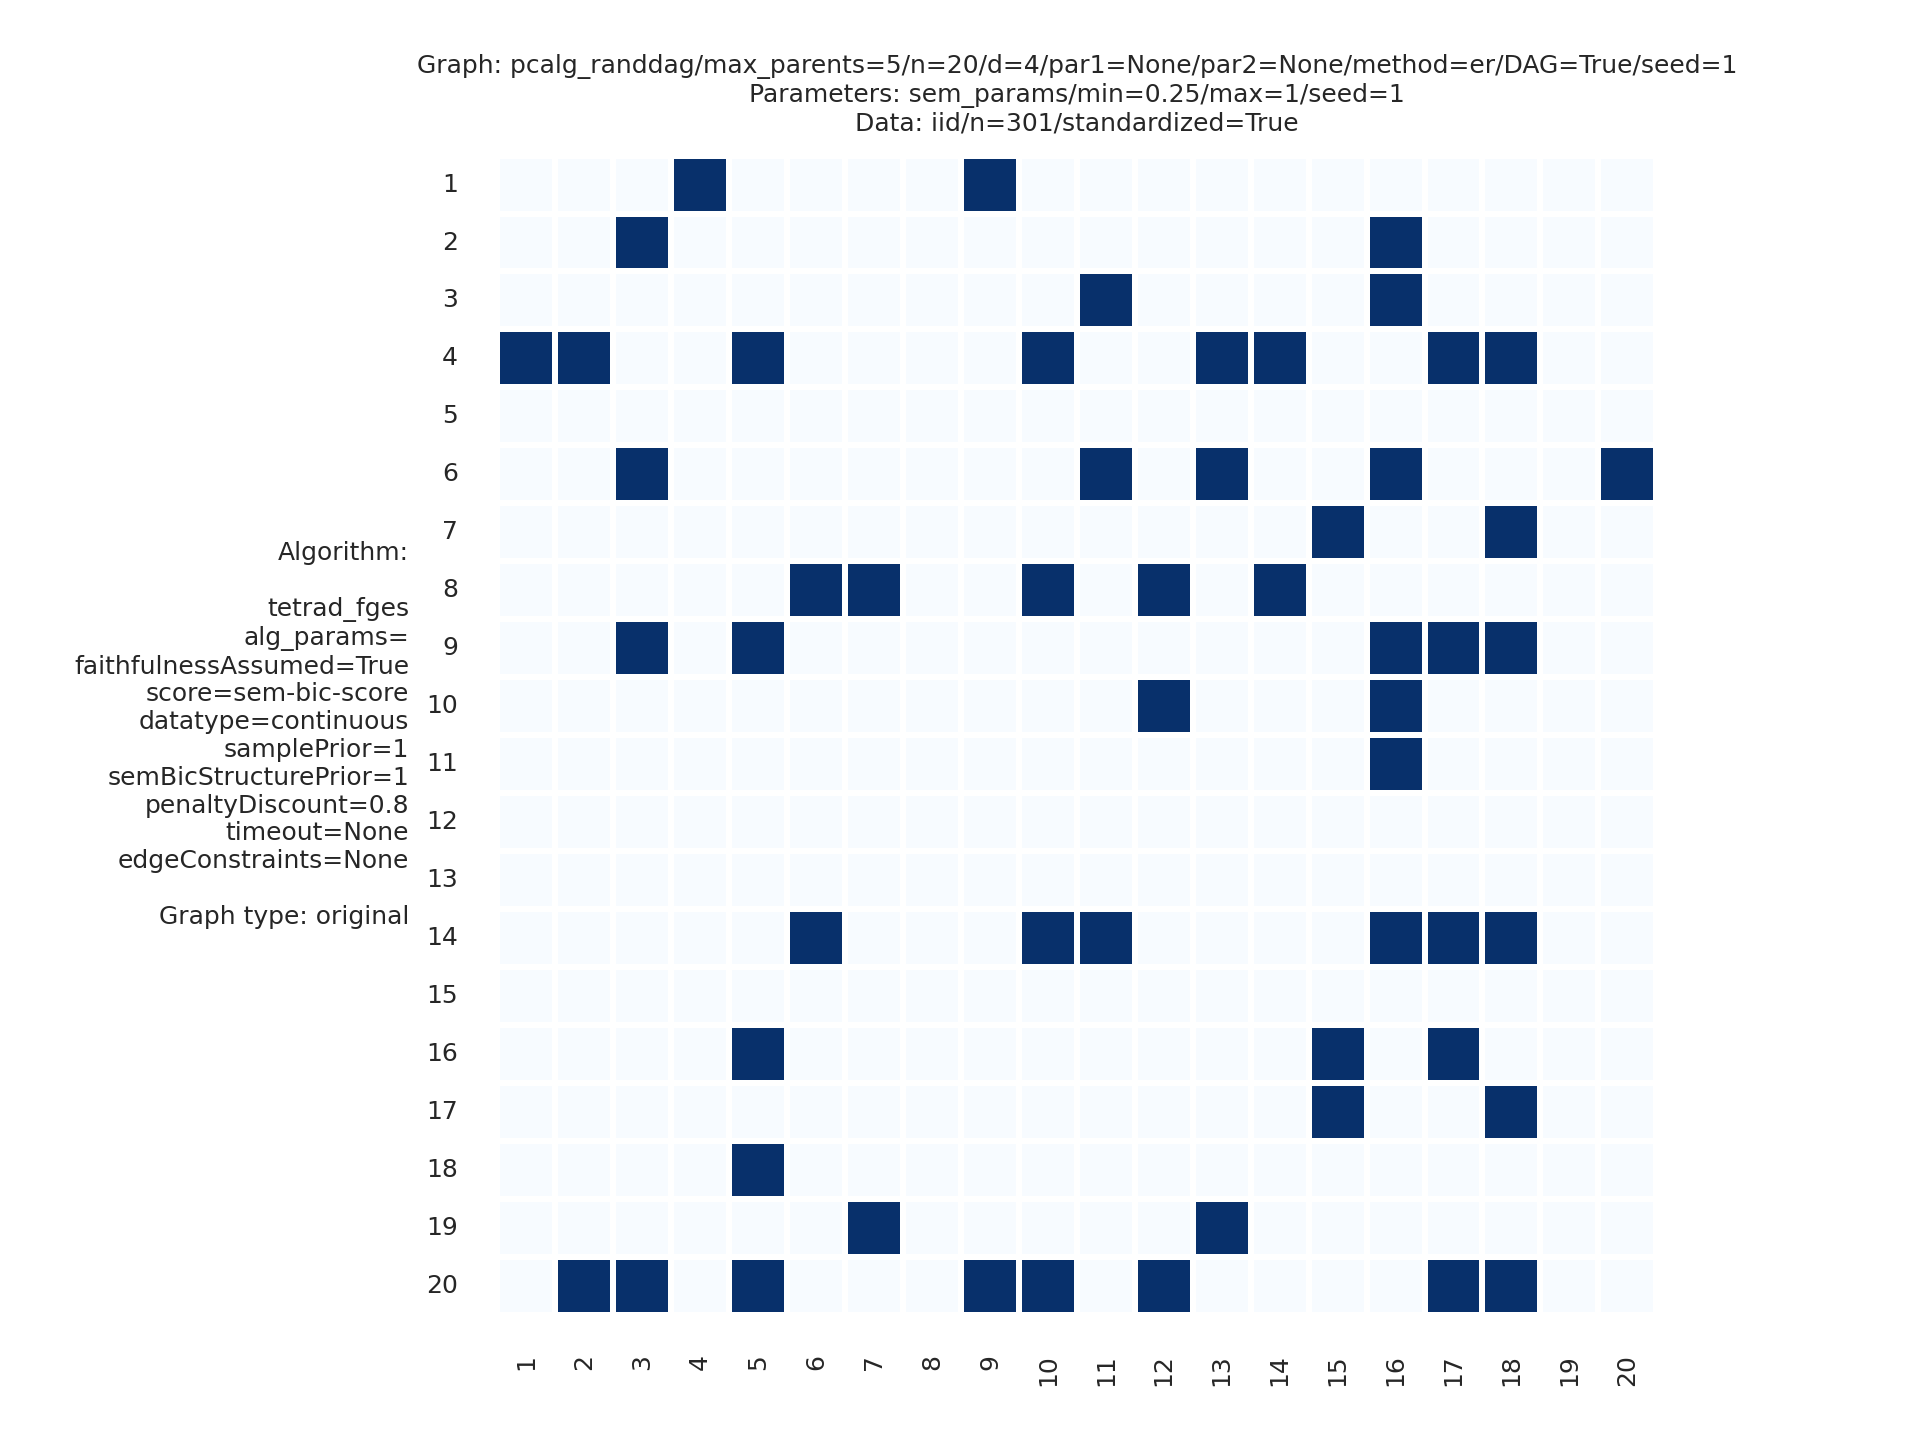 Graph: pcalg_randdag/max_parents=5/n=20/d=4/par1=None/par2=None/method=er/DAG=True/seed=1
Parameters: sem_params/min=0.25/max=1/seed=1
Data: iid/n=301/standardized=True
Algorithm:
tetrad_fges
alg_params=
faithfulnessAssumed=True
score=sem-bic-score
datatype=continuous
samplePrior=1
semBicStructurePrior=1
penaltyDiscount=0.8
timeout=None
edgeConstraints=None
Graph type: original
1
2
3
4
5
6
7
8
9
10
11
12
13
14
15
16
17
18
19
20
1 2 3 4 5 6 7 8 9 10 11 12 13 14 15 16 17 18 19 20